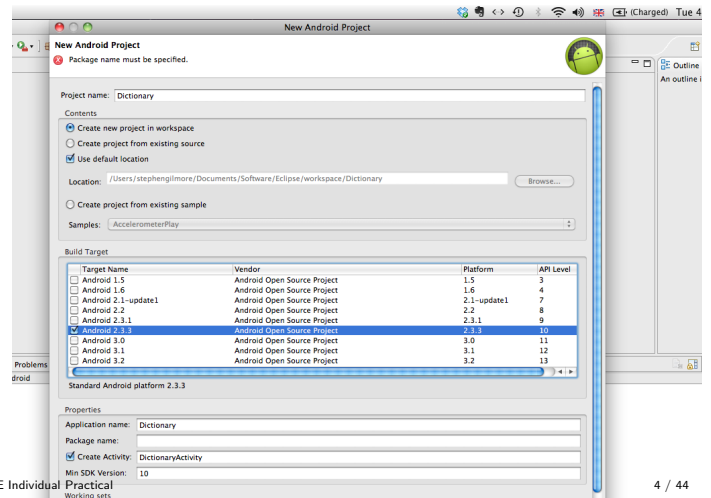 (Charged) Tue 4
New Android Project
New Android Project
Package name must be specified.
Outline
An outline i
Project name: Dictionary
Contents
Create new project in workspace
Create project from existing source
Use default location
Location: /Users/stephengilmore/Documents/Software/Eclipse/workspace/Dictionary Browse...
Create project from existing sample
Samples: AccelerometerPlay
Build Target
Target Name Vendor Platform API Level
Android 1.5 Android Open Source Project 1.5 3
Android 1.6 Android Open Source Project 1.6 4
Android 2.1-update1 Android Open Source Project 2.1-update1 7
Android 2.2 Android Open Source Project 2.2 8
Android 2.3.1 Android Open Source Project 2.3.1 9
Android 2.3.3 Android Open Source Project 2.3.3 10
Android 3.0 Android Open Source Project 3.0 11
Android 3.1 Android Open Source Project 3.1 12
Android 3.2 Android Open Source Project 3.2 13
Problems
droid
Standard Android platform 2.3.3
Properties
Application name: Dictionary
Package name:
Create Activity: DictionaryActivity
Min SDK Version: 10
E Individual Practical 4 / 44
Working sets